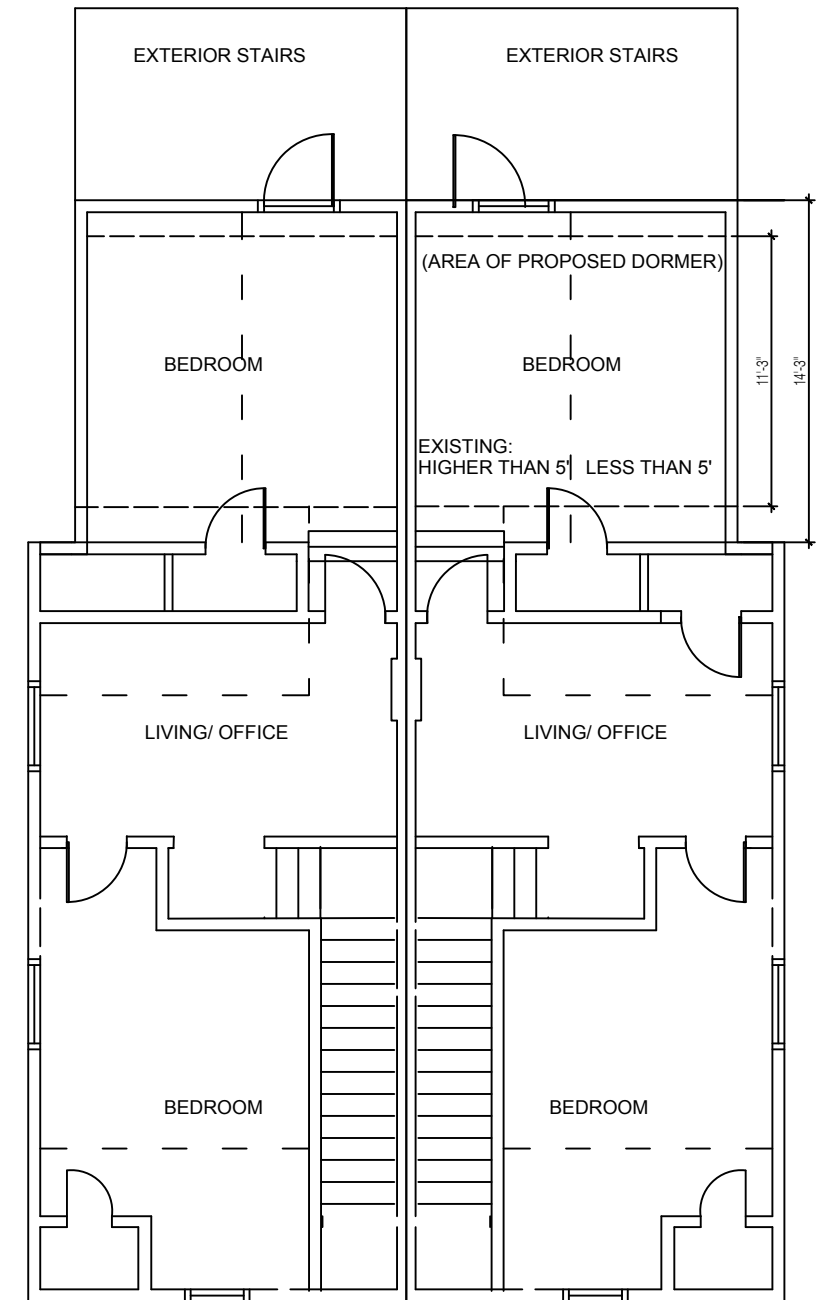 EXTERIOR STAIRS
EXTERIOR STAIRS
(AREA OF PROPOSED DORMER)
BEDROOM
BEDROOM
11'-3"
14'-3"
EXISTING:
HIGHER THAN 5' LESS THAN 5'
LIVING/ OFFICE
LIVING/ OFFICE
BEDROOM
BEDROOM